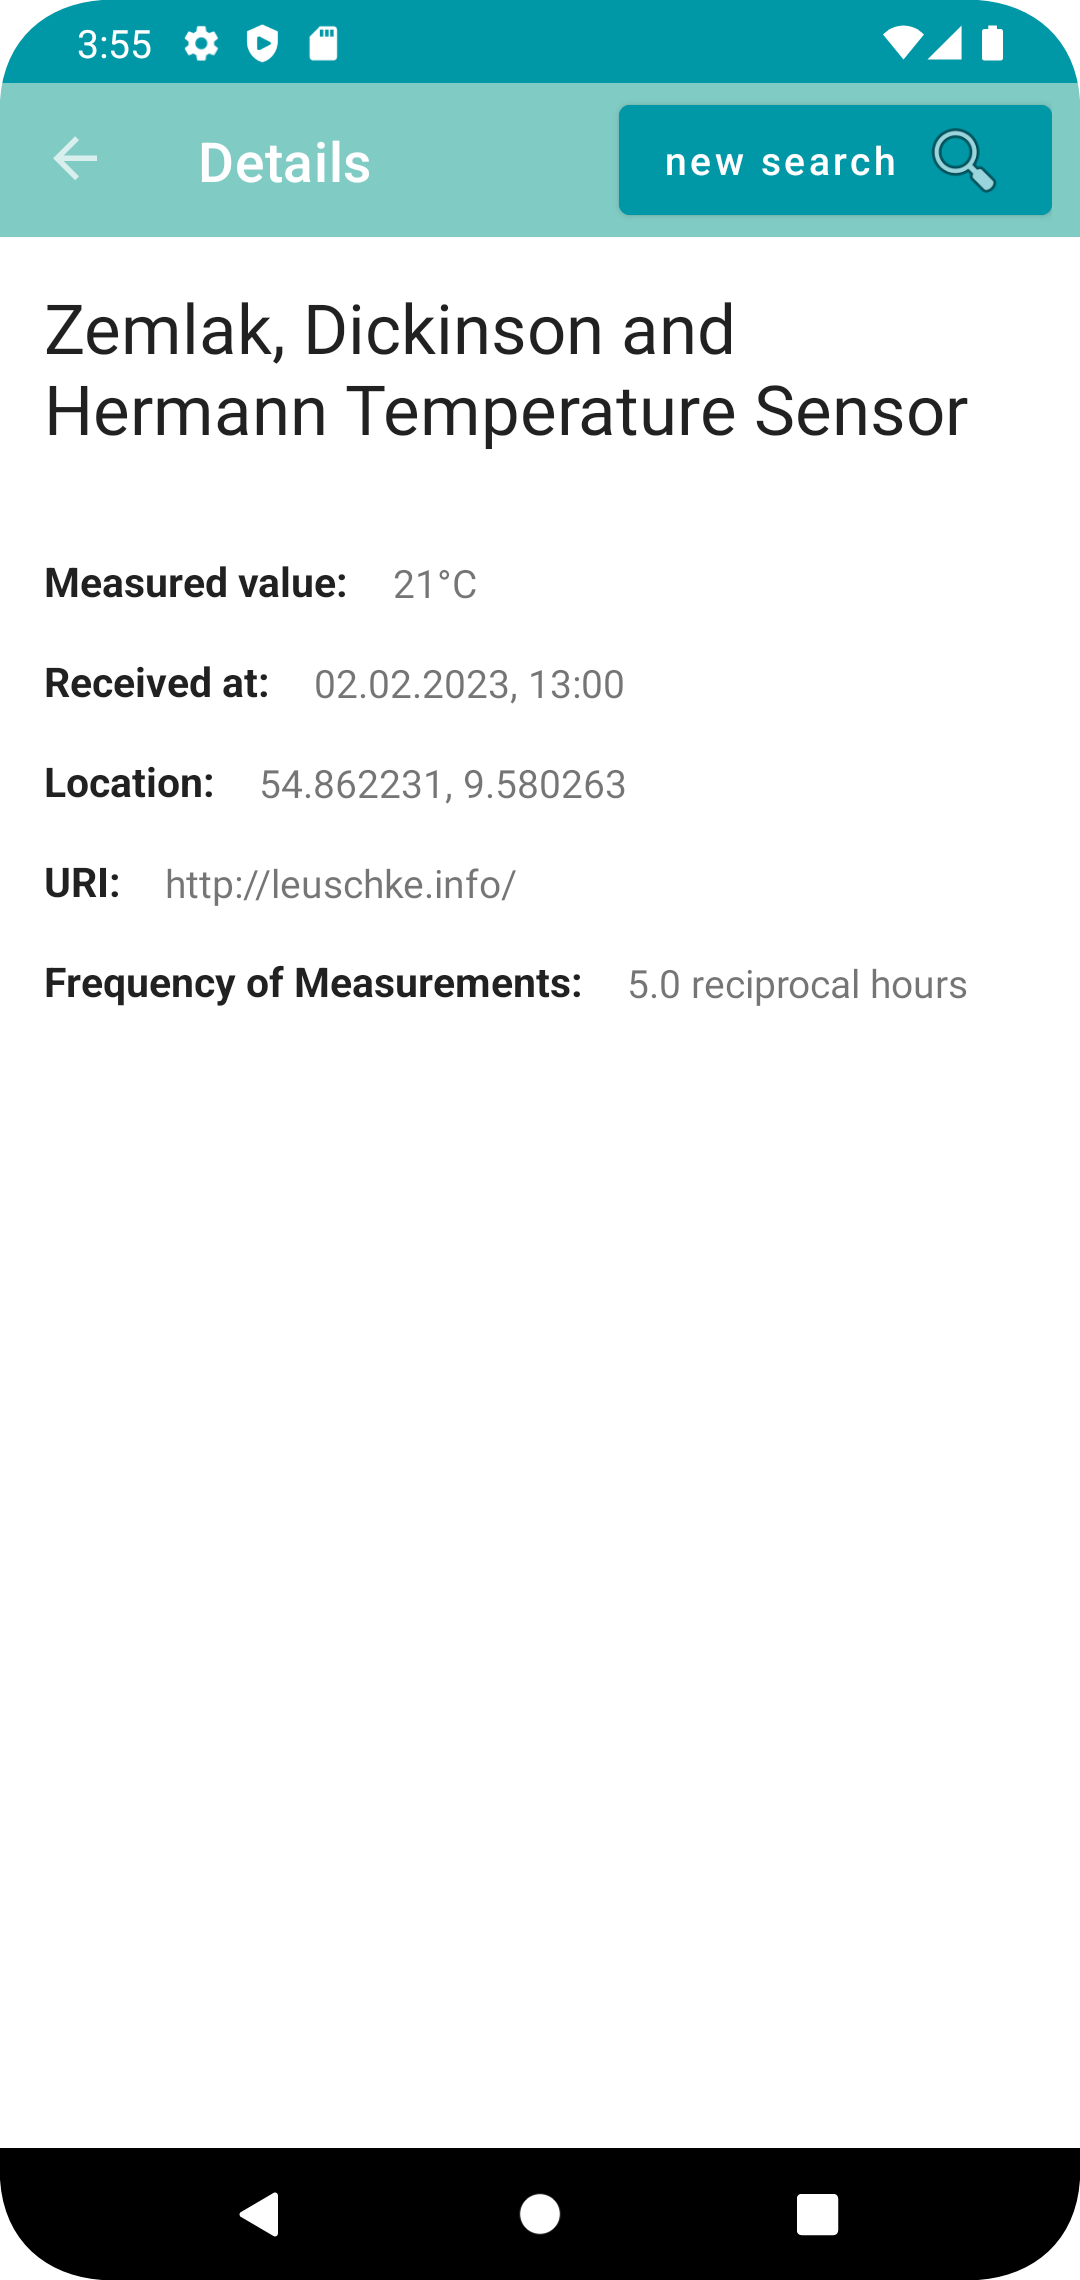 3:55
Details
new search
Zemlak, Dickinson and
Hermann Temperature Sensor
Measured value: 21°C
Received at: 02.02.2023, 13:00
Location: 54.862231, 9.580263
URI: http://leuschke.info/
Frequency of Measurements: 5.0 reciprocal hours